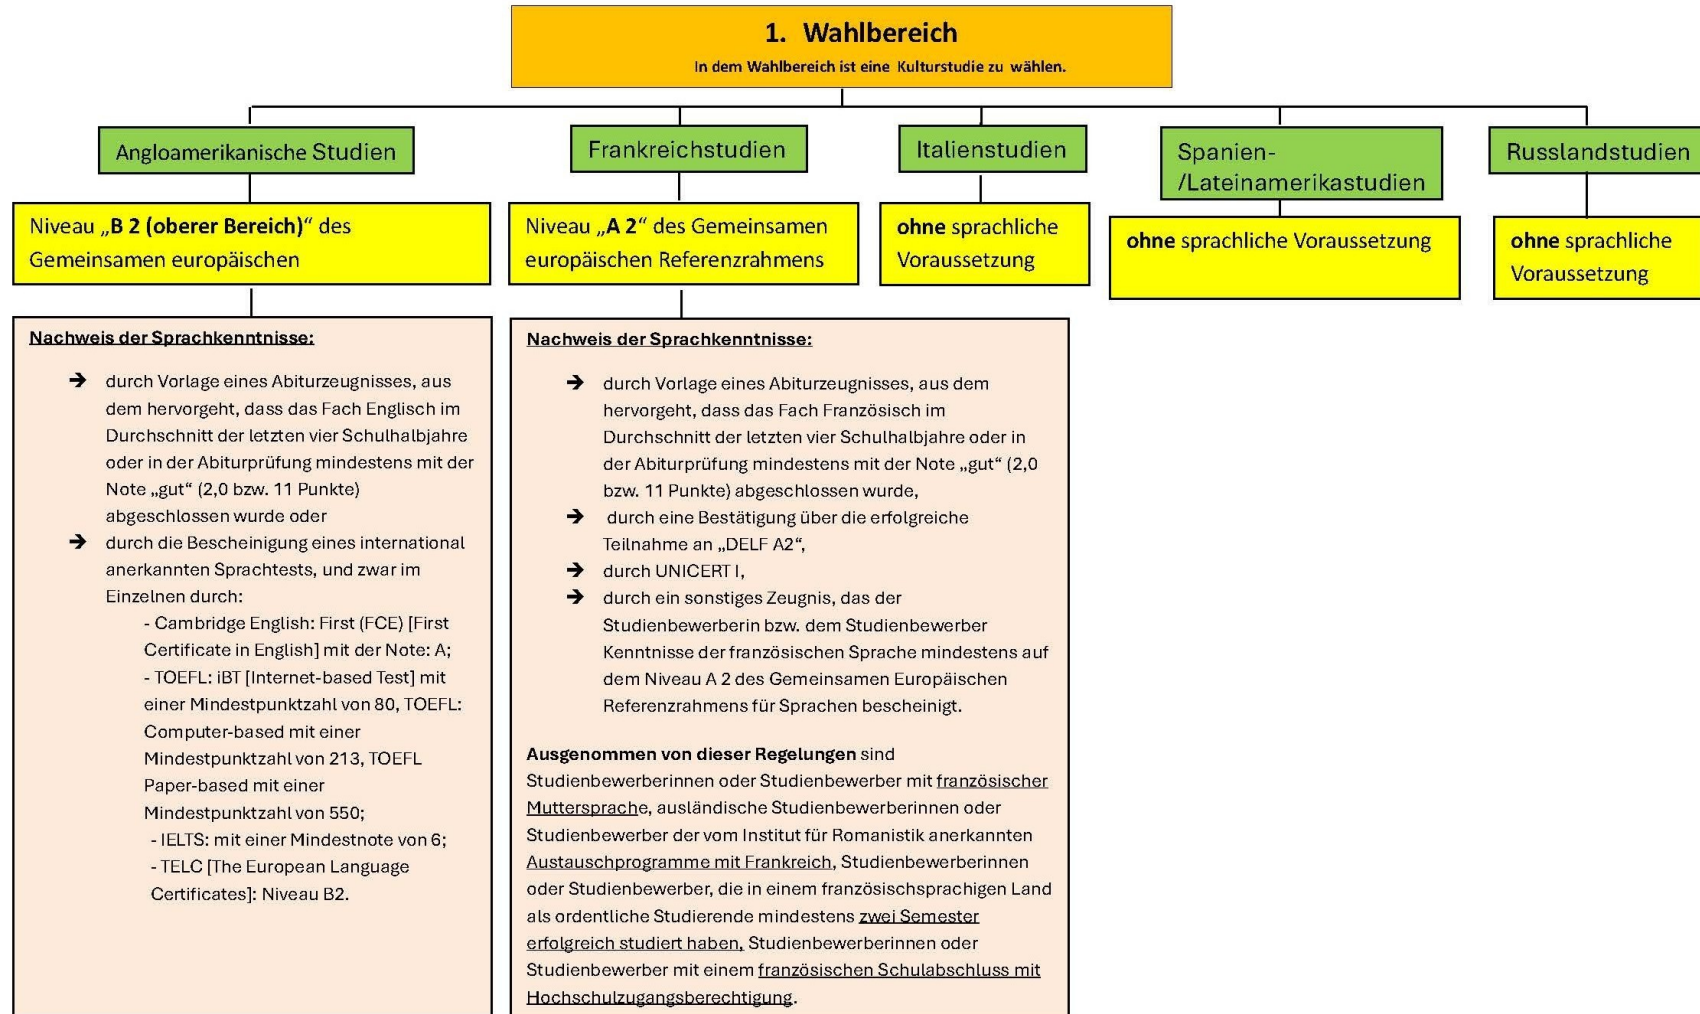 1. Wahlbereich
In dem Wahlbereich ist eine Kulturstudie zu wählen.
Angloamerikanische Studien
Frankreichstudien
Italienstudien
Spanien-
/Lateinamerikastudien
Russlandstudien
Niveau „B 2 (oberer Bereich)“ des
Gemeinsamen europäischen
Niveau „A 2“ des Gemeinsamen
europäischen Referenzrahmens
ohne sprachliche
Voraussetzung
ohne sprachliche Voraussetzung
ohne sprachliche
Voraussetzung
Nachweis der Sprachkenntnisse:
➔ durch Vorlage eines Abiturzeugnisses, aus
dem hervorgeht, dass das Fach Englisch im
Durchschnitt der letzten vier Schulhalbjahre
oder in der Abiturprüfung mindestens mit der
Note „gut“ (2,0 bzw. 11 Punkte)
abgeschlossen wurde oder
➔ durch die Bescheinigung eines international
anerkannten Sprachtests, und zwar im
Einzelnen durch:
- Cambridge English: First (FCE) [First
Certificate in English] mit der Note: A;
- TOEFL: iBT [Internet-based Test] mit
einer Mindestpunktzahl von 80, TOEFL:
Computer-based mit einer
Mindestpunktzahl von 213, TOEFL
Paper-based mit einer
Mindestpunktzahl von 550;
- IELTS: mit einer Mindestnote von 6;
- TELC [The European Language
Certificates]: Niveau B2.
Nachweis der Sprachkenntnisse:
➔ durch Vorlage eines Abiturzeugnisses, aus dem
hervorgeht, dass das Fach Französisch im
Durchschnitt der letzten vier Schulhalbjahre oder in
der Abiturprüfung mindestens mit der Note „gut“ (2,0
bzw. 11 Punkte) abgeschlossen wurde,
➔ durch eine Bestätigung über die erfolgreiche
Teilnahme an „DELF A2“,
➔ durch UNICERT I,
➔ durch ein sonstiges Zeugnis, das der
Studienbewerberin bzw. dem Studienbewerber
Kenntnisse der französischen Sprache mindestens auf
dem Niveau A 2 des Gemeinsamen Europäischen
Referenzrahmens für Sprachen bescheinigt.
Ausgenommen von dieser Regelungen sind
Studienbewerberinnen oder Studienbewerber mit französischer
Muttersprache, ausländische Studienbewerberinnen oder
Studienbewerber der vom Institut für Romanistik anerkannten
Austauschprogramme mit Frankreich, Studienbewerberinnen
oder Studienbewerber, die in einem französischsprachigen Land
als ordentliche Studierende mindestens zwei Semester
erfolgreich studiert haben, Studienbewerberinnen oder
Studienbewerber mit einem französischen Schulabschluss mit
Hochschulzugangsberechtigung.